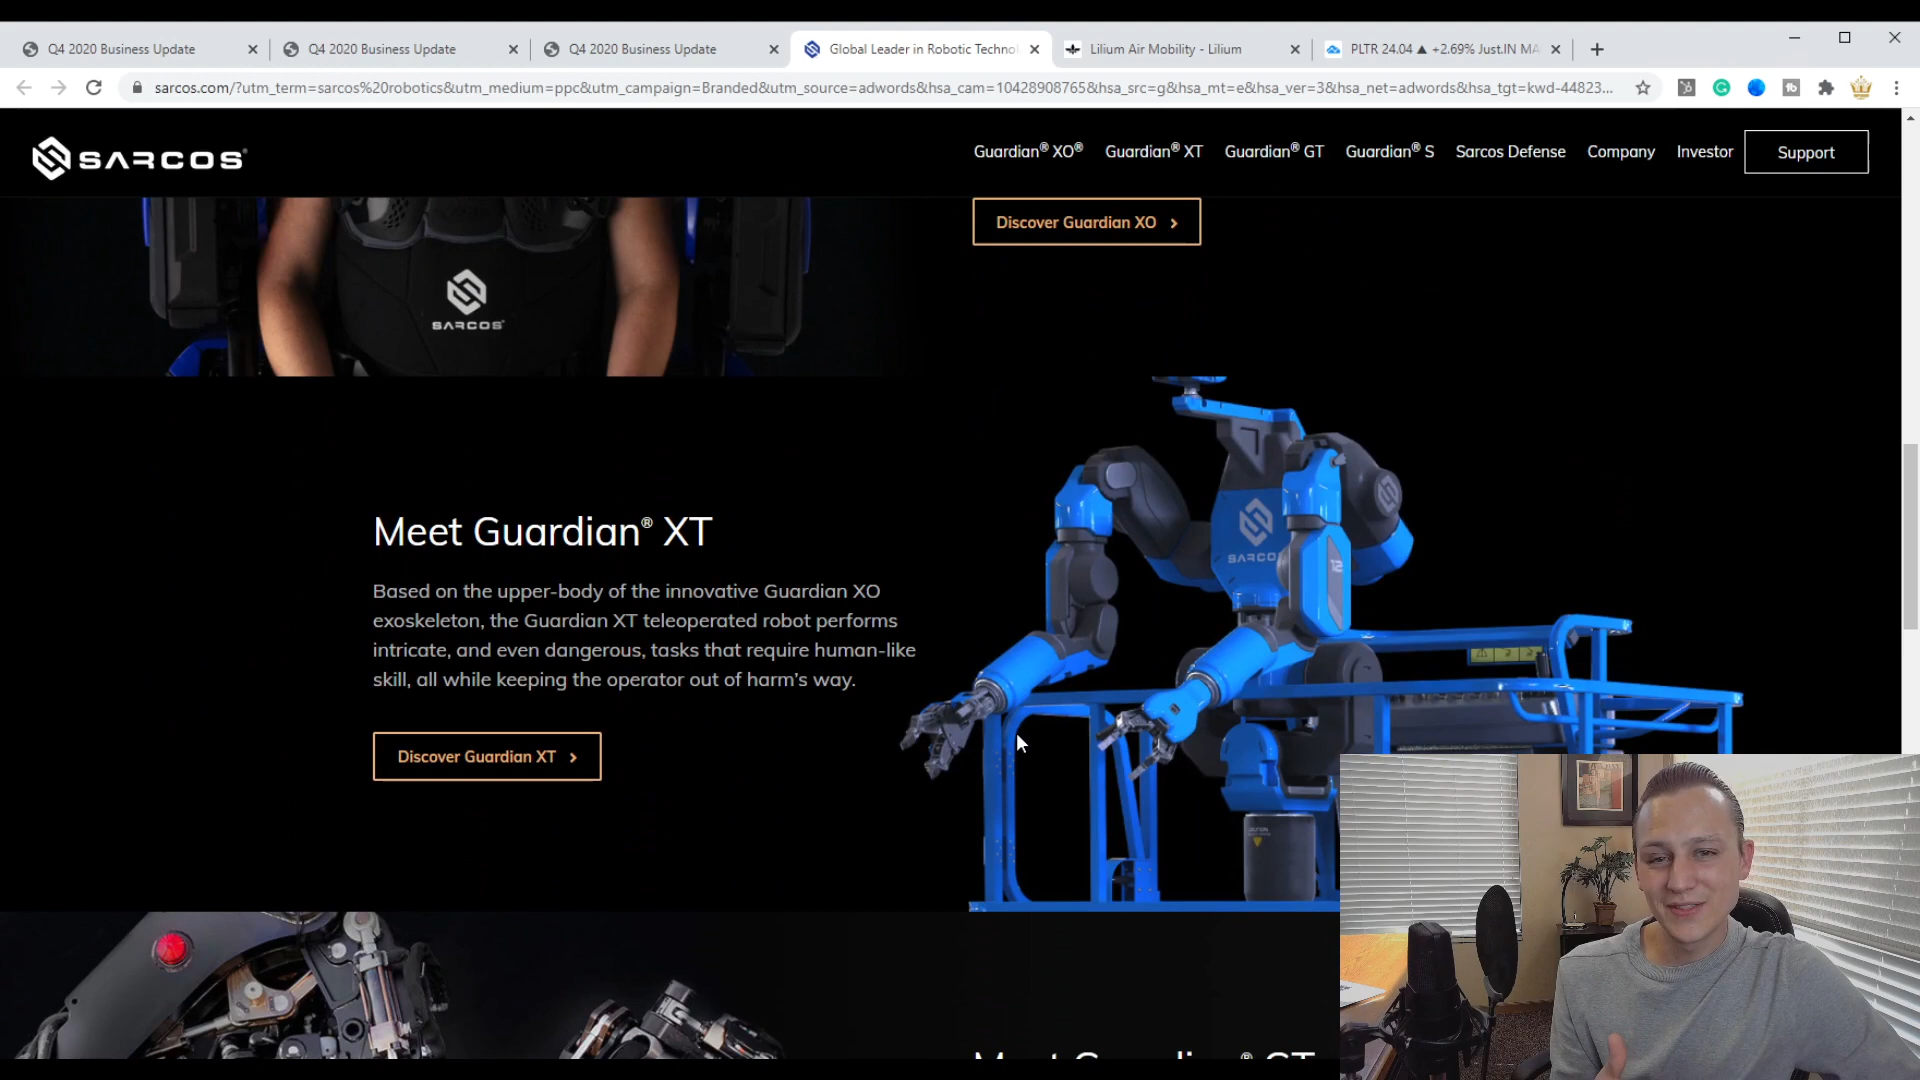 Q4 2020 Business Update
Q4 2020 Business Update
Q4 2020 Business Update
Global Leader in Robotic Techno
Lilium Air Mobility - Lilium
PLTR 24.04 ▲ +2.69% Just.IN MA
sarcos.com/?utm_term=sarcos%20robotics&utm_medium=ppc&utm_campaign=Branded&utm_source=adwords&hsa_cam=10428908765&hsa_src=g&hsa_mt=e&hsa_ver=3&hsa_net=adwords&hsa_tgt=kwd-44823...
SARCOS®
Guardian® XO®
Guardian® XT
Guardian® GT
Guardian® S
Sarcos Defense
Company
Investor
Support
Discover Guardian XO
SARCOS
SARCOS
12
Meet Guardian® XT
Based on the upper-body of the innovative Guardian XO
exoskeleton, the Guardian XT teleoperated robot performs
intricate, and even dangerous, tasks that require human-like
skill, all while keeping the operator out of harm's way.
Discover Guardian XT
Meet Guardian® GT